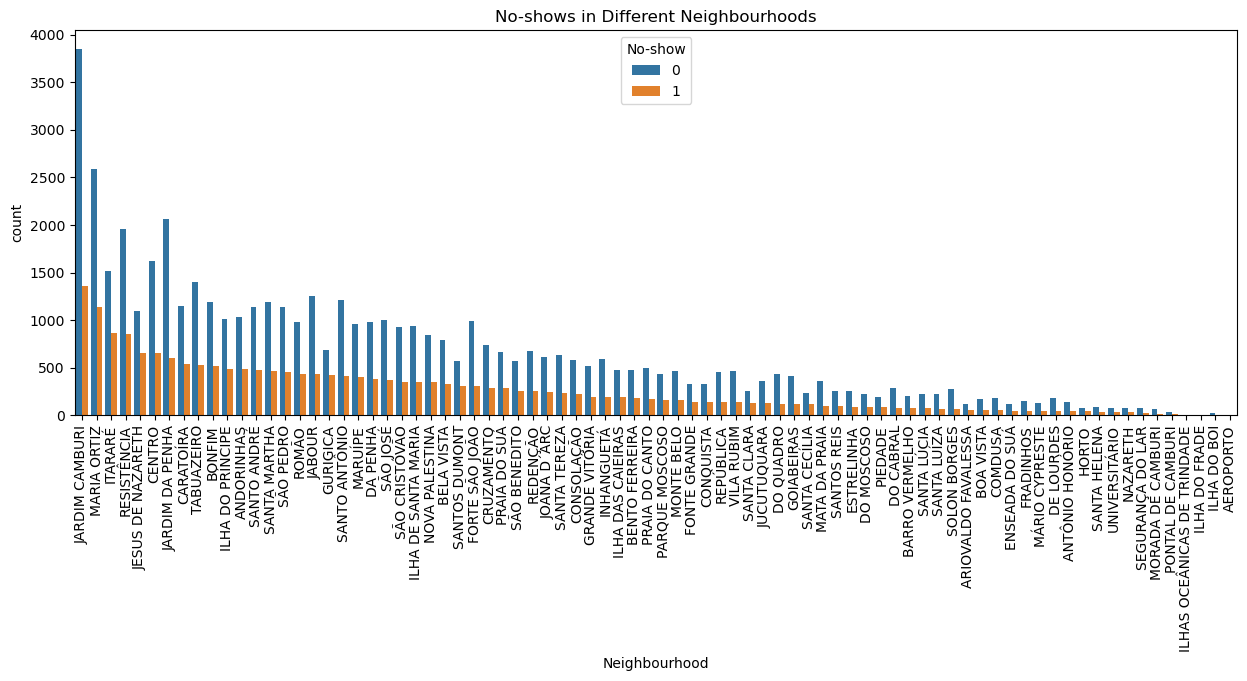 No-shows in Different Neighbourhoods
No-show
0
1
4000
3500
3000
2500
2000
1500
1000
500
0
count
JARDIM CAMBURI
MARIA ORTIZ
ITARARÉ
RESISTÊNCIA
JESUS DE NAZARETH
CENTRO
JARDIM DA PENHA
CARATOÍRA
TABUAZEIRO
BONFIM
ILHA DO PRÍNCIPE
ANDORINHAS
SANTO ANDRÉ
SANTA MARTHA
SÃO PEDRO
ROMÃO
JABOUR
GURIGICA
SANTO ANTÔNIO
MARUÍPE
DA PENHA
SÃO JOSÉ
SÃO CRISTÓVÃO
ILHA DE SANTA MARIA
NOVA PALESTINA
BELA VISTA
SANTOS DUMONT
FORTE SÃO JOÃO
CRUZAMENTO
PRAIA DO SUÁ
SÃO BENEDITO
REDENÇÃO
JOANA D´ARC
SANTA TEREZA
CONSOLAÇÃO
GRANDE VITÓRIA
INHANGUETÁ
ILHA DAS CAIEIRAS
BENTO FERREIRA
PRAIA DO CANTO
PARQUE MOSCOSO
MONTE BELO
FONTE GRANDE
CONQUISTA
REPÚBLICA
VILA RUBIM
SANTA CLARA
JUCUTUQUARA
DO QUADRO
GOIABEIRAS
SANTA CECÍLIA
MATA DA PRAIA
SANTOS REIS
ESTRELINHA
DO MOSCOSO
PIEDADE
DO CABRAL
BARRO VERMELHO
SANTA LÚCIA
SANTA LUÍZA
SOLON BORGES
ARIOVALDO FAVALESSA
BOA VISTA
COMDUSA
ENSEADA DO SUÁ
FRADINHOS
MÁRIO CYPRESTE
DE LOURDES
ANTÔNIO HONÓRIO
HORTO
SANTA HELENA
UNIVERSITÁRIO
NAZARETH
SEGURANÇA DO LAR
MORADA DE CAMBURI
PONTAL DE CAMBURI
ILHAS OCEÂNICAS DE TRINDADE
ILHA DO FRADE
ILHA DO BOI
AEROPORTO
Neighbourhood